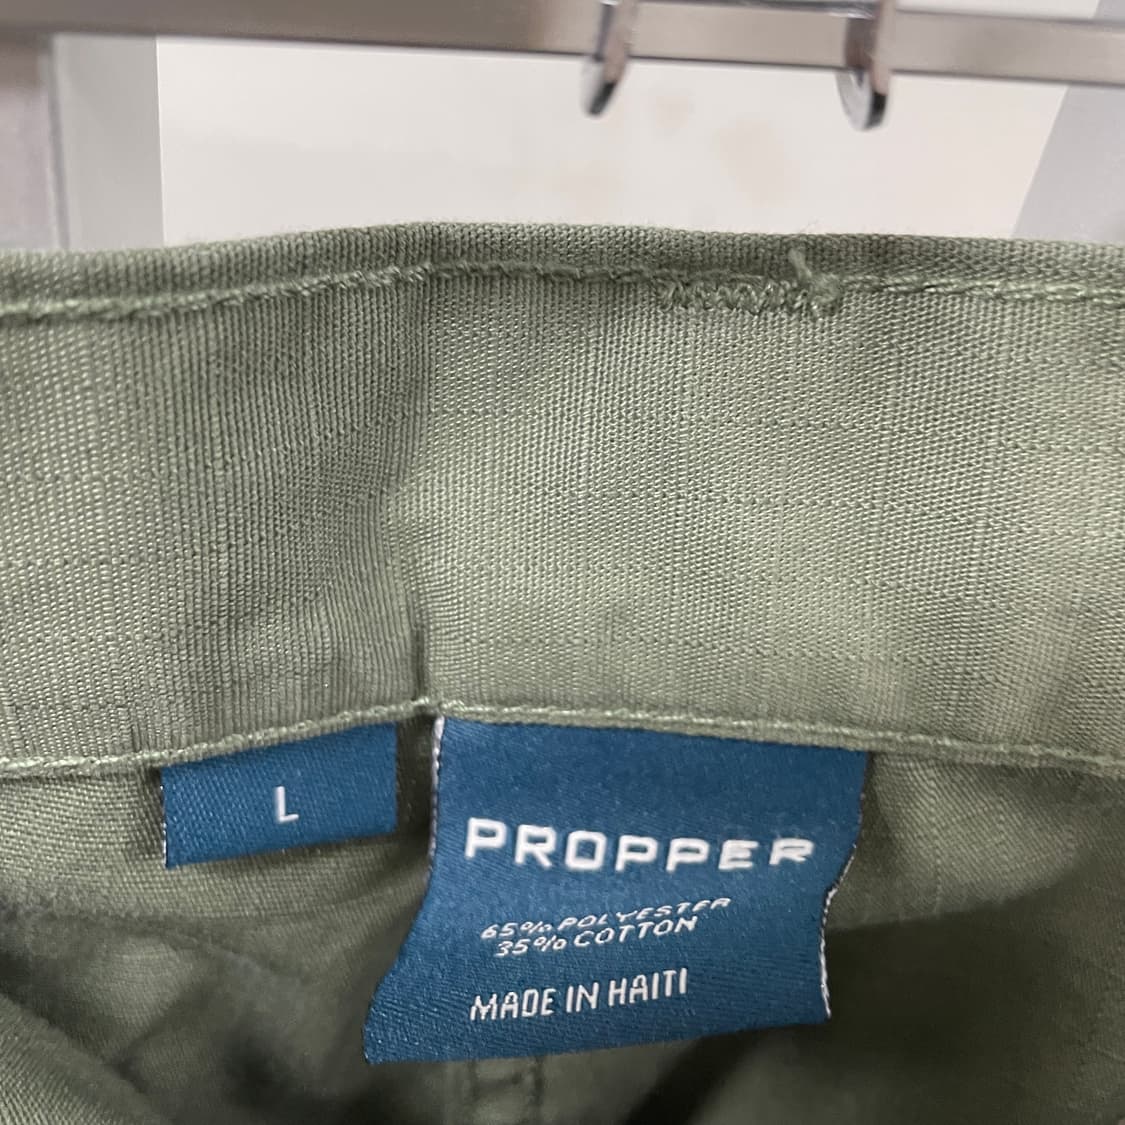 L
PROPPER
65% POLYESTER
35% COTTON
MADE IN HAITI